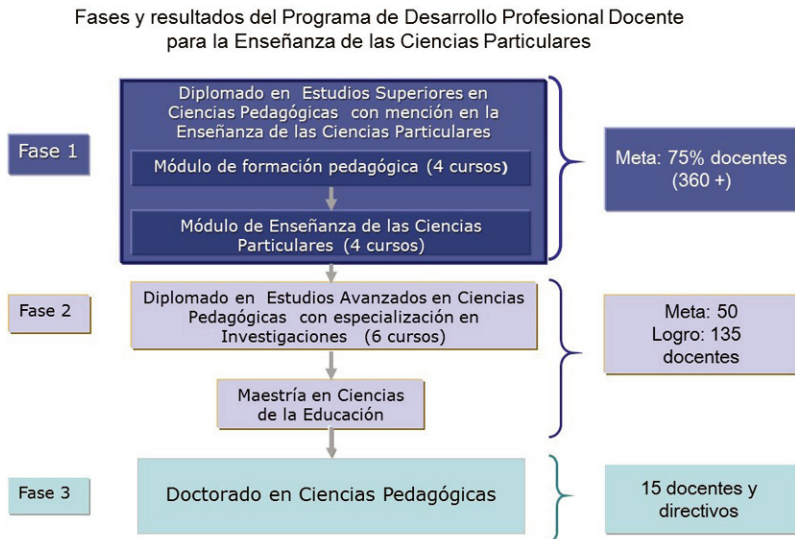 Fases y resultados del Programa de Desarrollo Profesional Docente
para la Enseñanza de las Ciencias Particulares
Fase 1
Diplomado en Estudios Superiores en
Ciencias Pedagógicas con mención en la
Enseñanza de las Ciencias Particulares
Módulo de formación pedagógica (4 cursos)
Módulo de Enseñanza de las Ciencias
Particulares (4 cursos)
Meta: 75% docentes
(360 +)
Fase 2
Diplomado en Estudios Avanzados en Ciencias
Pedagógicas con especialización en
Investigaciones (6 cursos)
Maestría en Ciencias
de la Educación
Meta: 50
Logro: 135
docentes
Fase 3
Doctorado en Ciencias Pedagógicas
15 docentes y
directivos